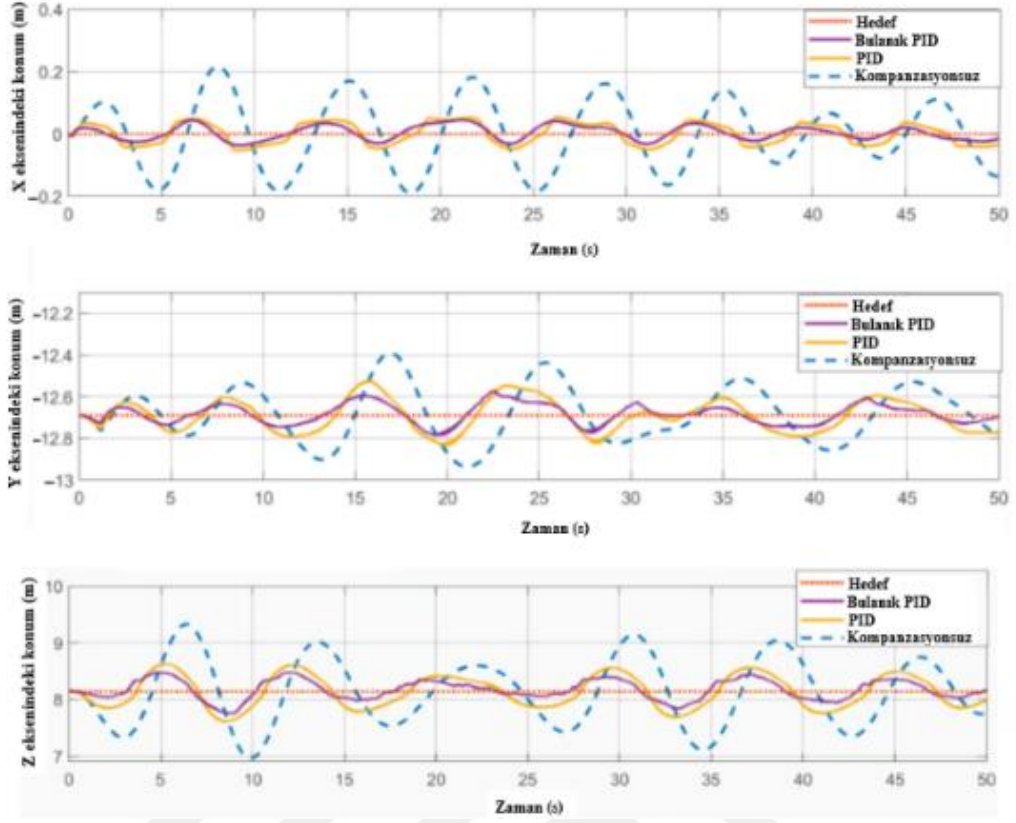 X eksenindeki konum (m)
0.4
0.2
0
−0.2
Hedef
Bulanık PID
PID
Kompanzasyonsuz
0 5 10 15 20 25 30 35 40 45 50
Zaman (s)
Y eksenindeki konum (m)
−12.2
−12.4
−12.6
−12.8
−13
Hedef
Bulanık PID
PID
Kompanzasyonsuz
0 5 10 15 20 25 30 35 40 45 50
Zaman (s)
Z eksenindeki konum (m)
10
9
8
7
Hedef
Bulanık PID
PID
Kompanzasyonsuz
0 5 10 15 20 25 30 35 40 45 50
Zaman (s)